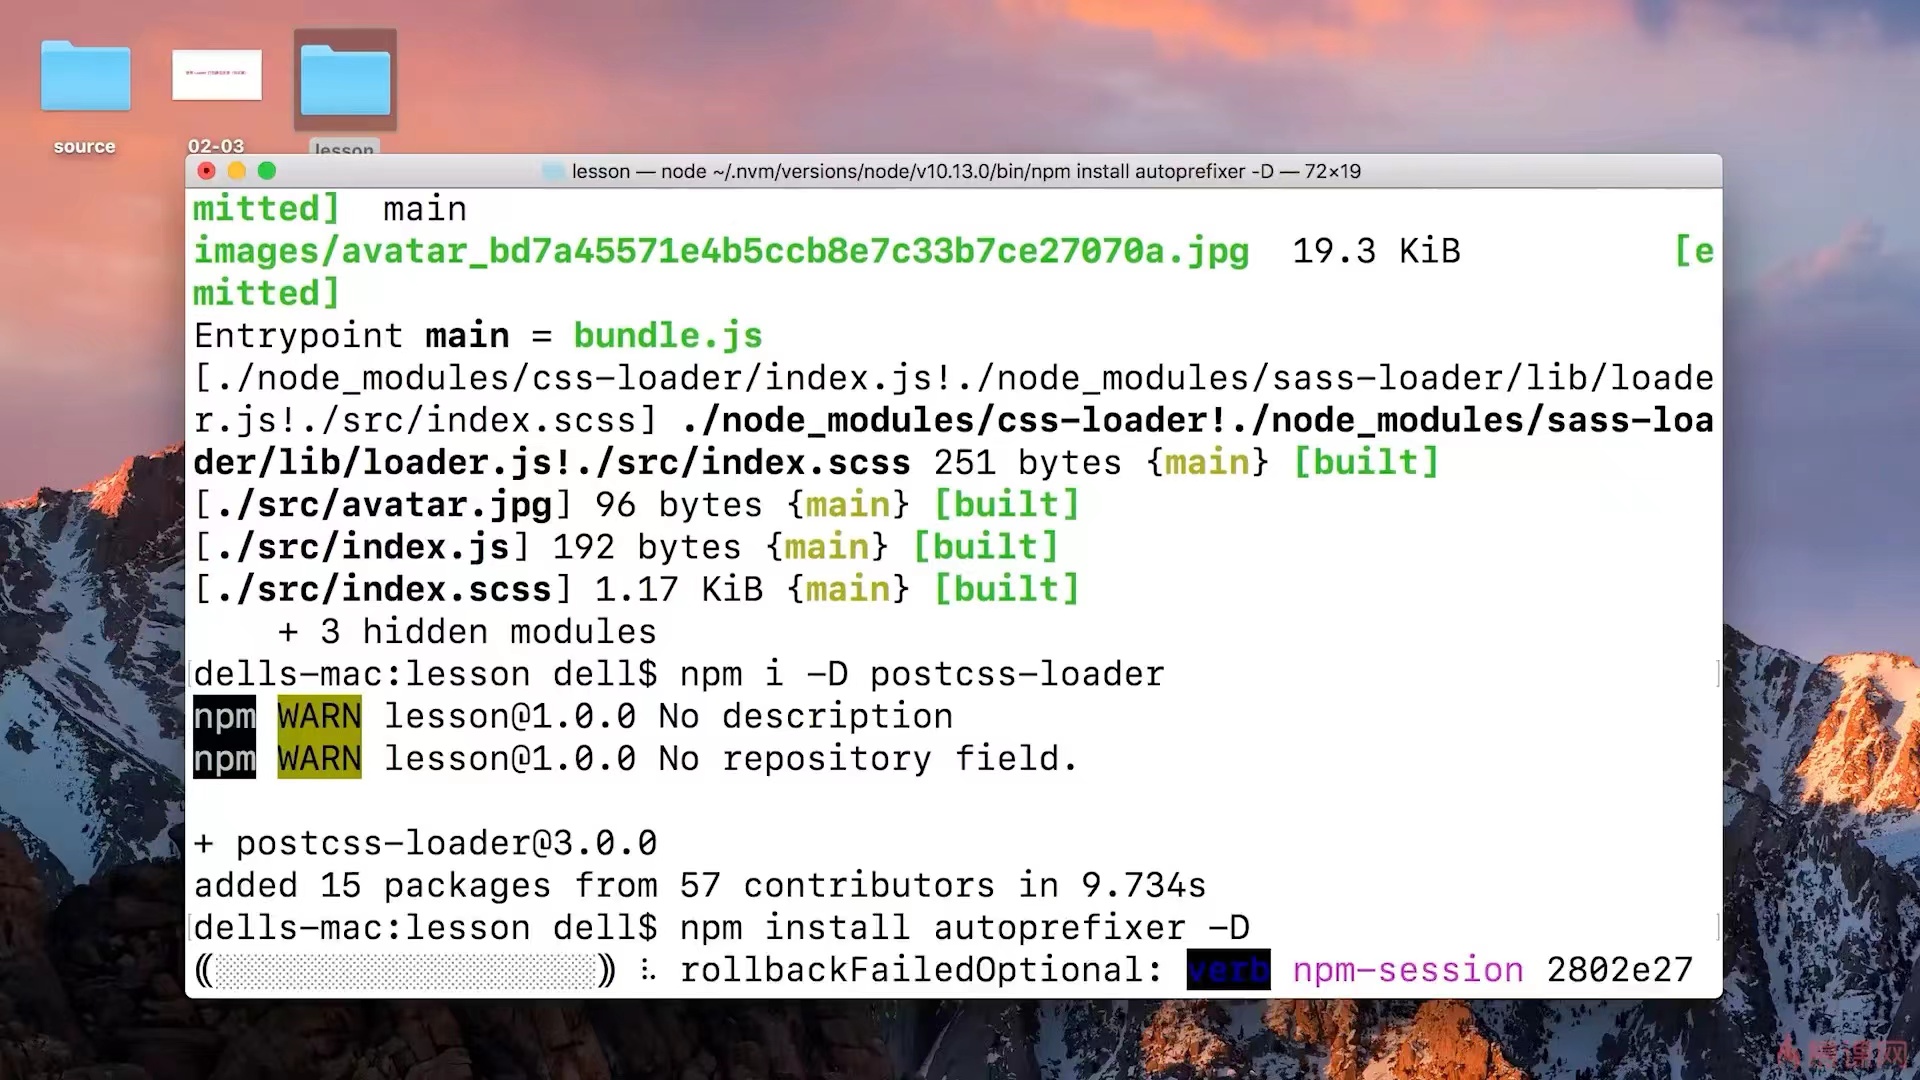 source
02-03
lesson
lesson — node ~/.nvm/versions/node/v10.13.0/bin/npm install autoprefixer -D — 72×19
mitted]  main
images/avatar_bd7a45571e4b5ccb8e7c33b7ce27070a.jpg  19.3 KiB          [e
mitted]
Entrypoint main = bundle.js
[./node_modules/css-loader/index.js!./node_modules/sass-loader/lib/loade
r.js!./src/index.scss] ./node_modules/css-loader!./node_modules/sass-loa
der/lib/loader.js!./src/index.scss 251 bytes {main} [built]
[./src/avatar.jpg] 96 bytes {main} [built]
[./src/index.js] 192 bytes {main} [built]
[./src/index.scss] 1.17 KiB {main} [built]
    + 3 hidden modules
dells-mac:lesson dell$ npm i -D postcss-loader
npm WARN lesson@1.0.0 No description
npm WARN lesson@1.0.0 No repository field.
+ postcss-loader@3.0.0
added 15 packages from 57 contributors in 9.734s
dells-mac:lesson dell$ npm install autoprefixer -D
rollbackFailedOptional: verb npm-session 2802e27
慕课网